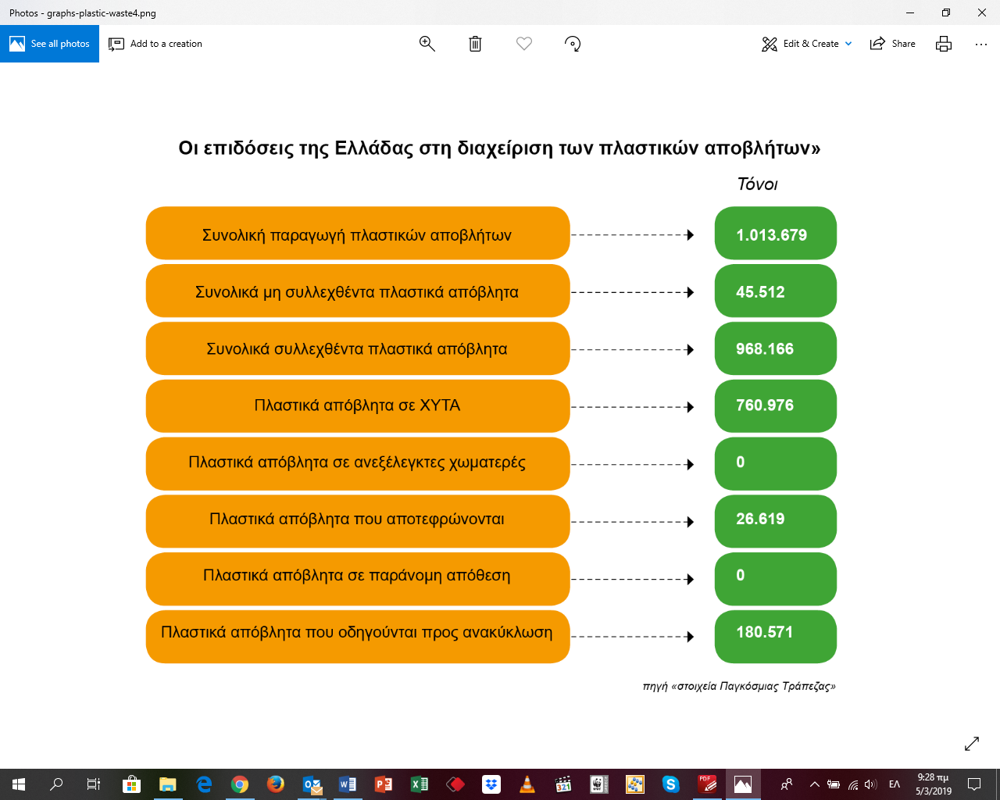 Photos - graphs-plastic-waste4.png
See all photos
Add to a creation
Edit & Create
Share
Οι επιδόσεις της Ελλάδας στη διαχείριση των πλαστικών αποβλήτων»
Τόνοι
Συνολική παραγωγή πλαστικών αποβλήτων 1.013.679
Συνολικά μη συλλεχθέντα πλαστικά απόβλητα 45.512
Συνολικά συλλεχθέντα πλαστικά απόβλητα 968.166
Πλαστικά απόβλητα σε ΧΥΤΑ 760.976
Πλαστικά απόβλητα σε ανεξέλεγκτες χωματερές 0
Πλαστικά απόβλητα που αποτεφρώνονται 26.619
Πλαστικά απόβλητα σε παράνομη απόθεση 0
Πλαστικά απόβλητα που οδηγούνται προς ανακύκλωση 180.571
πηγή «στοιχεία Παγκόσμιας Τράπεζας»
ΕΛ
9:28 πμ
5/3/2019